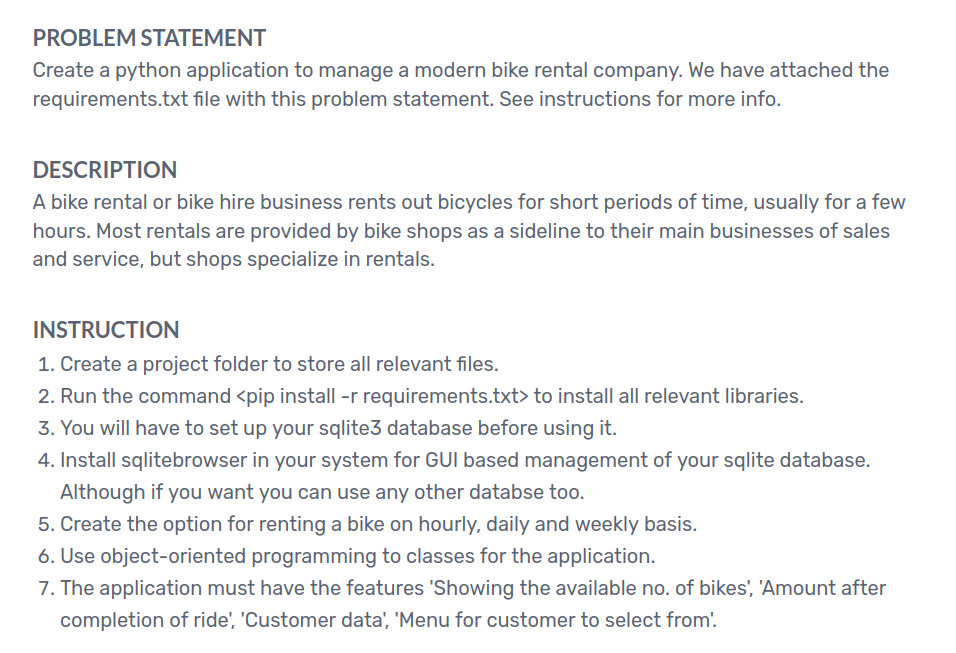 PROBLEM STATEMENT
Create a python application to manage a modern bike rental company. We have attached the
requirements.txt file with this problem statement. See instructions for more info.
DESCRIPTION
A bike rental or bike hire business rents out bicycles for short periods of time, usually for a few
hours. Most rentals are provided by bike shops as a sideline to their main businesses of sales
and service, but shops specialize in rentals.
INSTRUCTION
1. Create a project folder to store all relevant files.
2. Run the command <pip install -r requirements.txt> to install all relevant libraries.
3. You will have to set up your sqlite3 database before using it.
4. Install sqlitebrowser in your system for GUI based management of your sqlite database.
Although if you want you can use any other databse too.
5. Create the option for renting a bike on hourly, daily and weekly basis.
6. Use object-oriented programming to classes for the application.
7. The application must have the features 'Showing the available no. of bikes', 'Amount after
completion of ride', 'Customer data', 'Menu for customer to select from'.